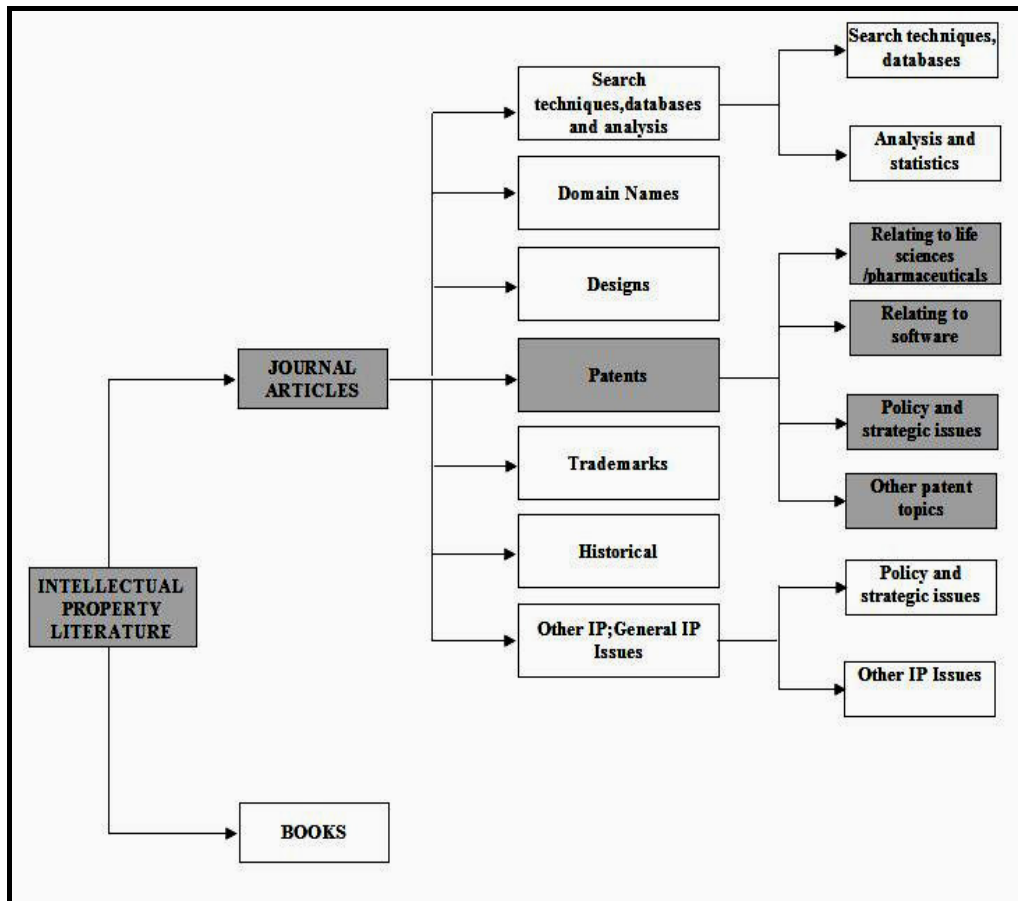 Search techniques,
databases
Search
techniques,databases
and analysis
Analysis and
statistics
Domain Names
Relating to life
sciences
/pharmaceuticals
Designs
Relating to
software
JOURNAL
ARTICLES
Patents
Policy and
strategic issues
Trademarks
Other patent
topics
Historical
INTELLECTUAL
PROPERTY
LITERATURE
Policy and
strategic issues
Other IP;General IP
Issues
Other IP Issues
BOOKS